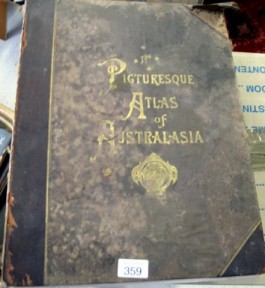 The
PICTURESQUE
ATLAS
of
AUSTRALASIA
359